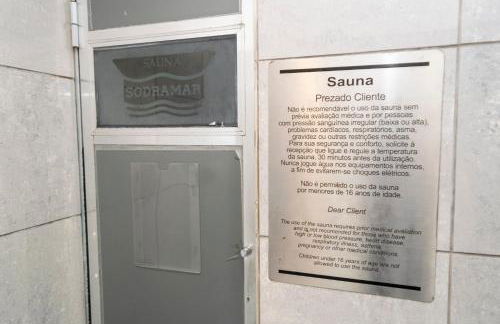 SAUNA
SODRAMAR
Sauna
Prezado Cliente
Não é recomendável o uso da sauna sem
prévia avaliação médica e por pessoas
com pressão sanguínea irregular (baixa ou alta),
problemas cardíacos, respiratórios, asma,
gravidez ou outras restrições médicas.
Para sua segurança e conforto, solicite à
recepção que ligue e regule a temperatura
da sauna, 30 minutos antes da utilização.
Nunca jogue água nos equipamentos internos,
a fim de evitarem-se choques elétricos.
Não é permitido o uso da sauna
por menores de 16 anos de idade.
Dear Client
The use of the sauna requires prior medical avaliation
and is not recomended for those who have
high or low blood pressure, heart disease,
respiratory illness, asthma,
pregnancy or other medical conditions.
Children under 16 years of age are not
allowed to use the sauna.